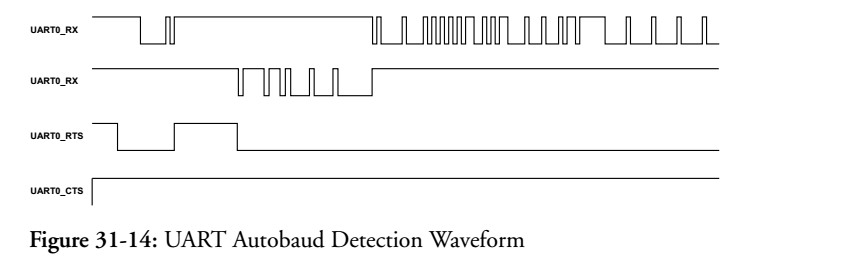 UART0_RX
UART0_RX
UART0_RTS
UART0_CTS
Figure 31-14: UART Autobaud Detection Waveform